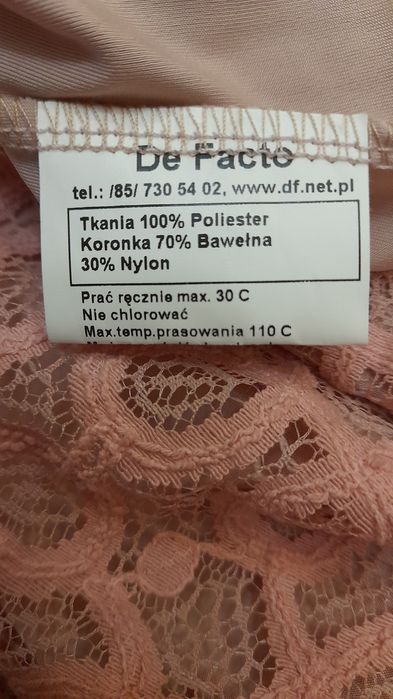 De Facto
tel.: /85/ 730 54 02, www.df.net.pl
Tkania 100% Poliester
Koronka 70% Bawełna
30% Nylon
Prać ręcznie max. 30 C
Nie chlorować
Max.temp.prasowania 110 C